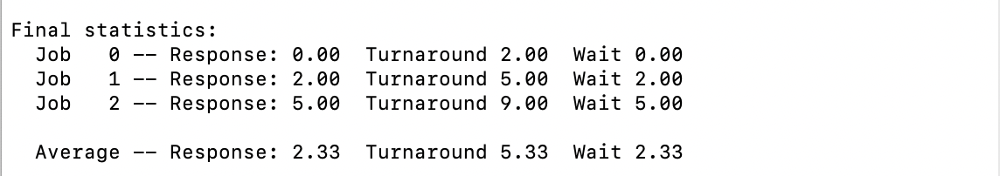 Final statistics:
  Job   0 -- Response: 0.00  Turnaround 2.00  Wait 0.00
  Job   1 -- Response: 2.00  Turnaround 5.00  Wait 2.00
  Job   2 -- Response: 5.00  Turnaround 9.00  Wait 5.00

  Average -- Response: 2.33  Turnaround 5.33  Wait 2.33